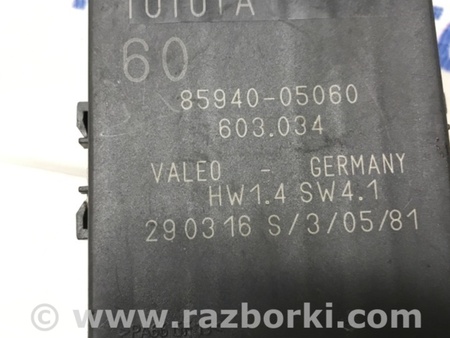 TOYOTA
60
85940-05060
603.034
VALEO - GERMANY
HW1.4 SW4.1
290316 S/3/05/81
© www.razborki.com